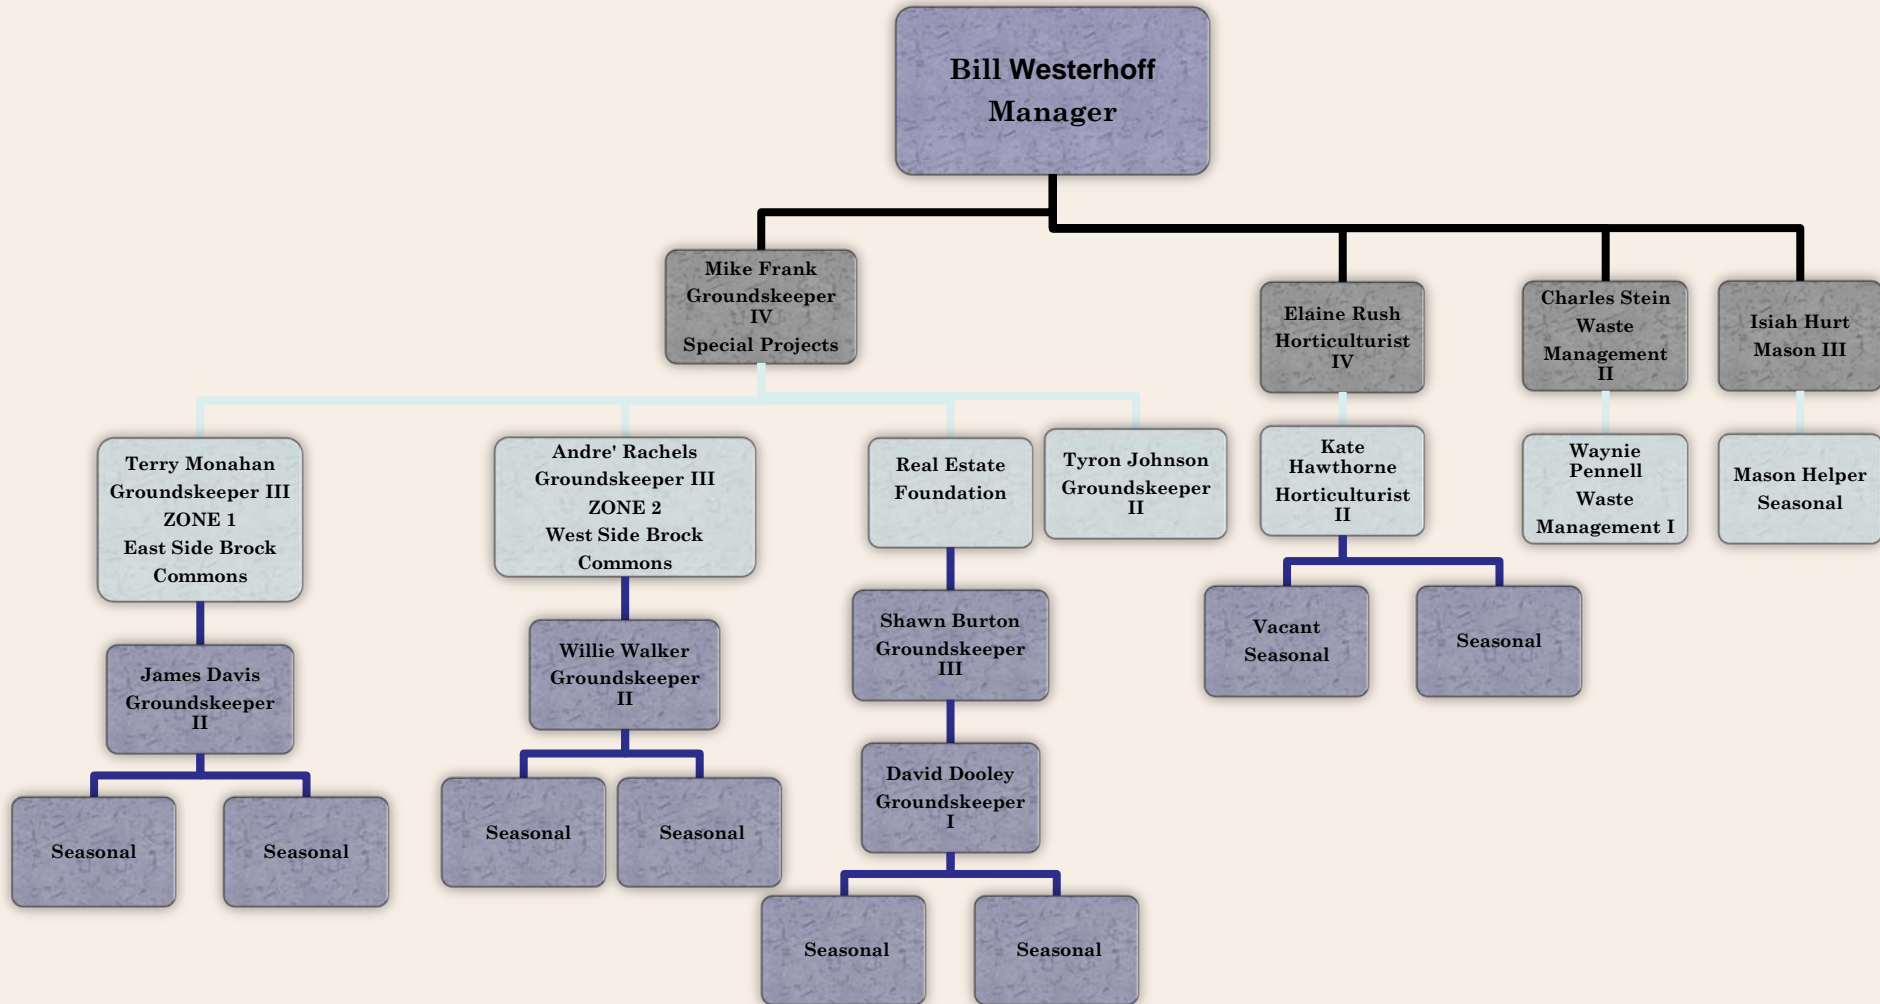 Bill Westerhoff
Manager
Mike Frank
Groundskeeper
IV
Special Projects
Elaine Rush
Horticulturist
IV
Charles Stein
Waste
Management
II
Isiah Hurt
Mason III
Terry Monahan
Groundskeeper III
ZONE 1
East Side Brock
Commons
Andre' Rachels
Groundskeeper III
ZONE 2
West Side Brock
Commons
Real Estate
Foundation
Tyron Johnson
Groundskeeper
II
Kate
Hawthorne
Horticulturist
II
Waynie
Pennell
Waste
Management I
Mason Helper
Seasonal
James Davis
Groundskeeper
II
Willie Walker
Groundskeeper
II
Shawn Burton
Groundskeeper
III
Vacant
Seasonal
Seasonal
David Dooley
Groundskeeper
I
Seasonal
Seasonal
Seasonal
Seasonal
Seasonal
Seasonal